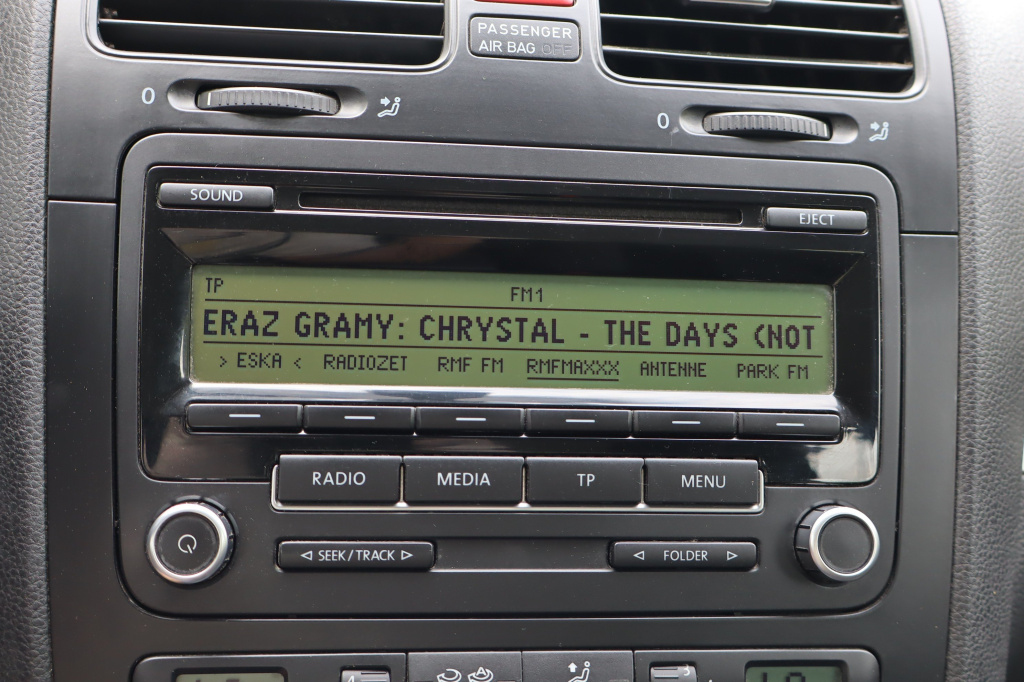 PASSENGER
AIR BAG OFF
0
0
SOUND
EJECT
TP
FM1
ERAZ GRAMY: CHRYSTAL - THE DAYS (NOT
> ESKA < RADIOZET RMF FM RMFMAXXX ANTENNE PARK FM
RADIO MEDIA TP MENU
◁ SEEK/TRACK ▷ ◁ FOLDER ▷